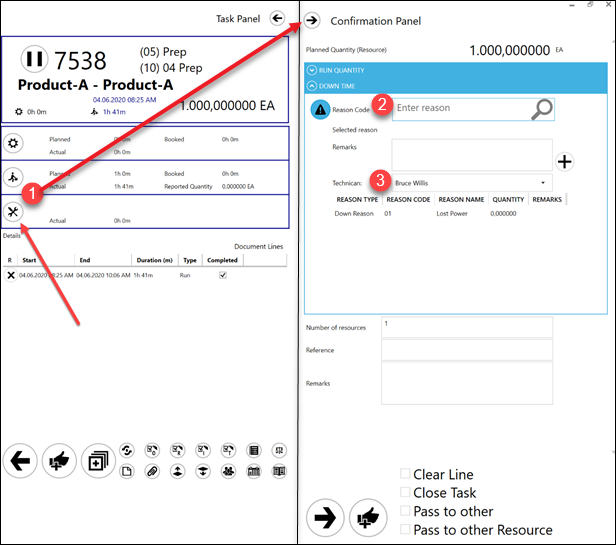 Task Panel
7538
(05) Prep
(10) 04 Prep
Product-A - Product-A
04.06.2020 08:25 AM
0h 0m 1h 41m 1.000,000000 EA
Planned 0h 0m Booked 0h 0m
Actual 0h 0m
Planned 1h 0m Booked 0h 0m
Actual 1h 41m Reported Quantity 0,000000 EA
1
Actual 0h 0m
Details
Document Lines
R Start End Duration (m) Type Completed
04.06.2020 08:25 AM 04.06.2020 10:06 AM 1h 41m Run
Confirmation Panel
Planned Quantity (Resource) 1.000,000000 EA
RUN QUANTITY
DOWN TIME
Reason Code 2 Enter reason
Selected reason
Remarks
Technician: 3 Bruce Willis
REASON TYPE REASON CODE REASON NAME QUANTITY REMARKS
Down Reason 01 Lost Power 0,000000
Number of resources 1
Reference
Remarks
Clear Line
Close Task
Pass to other
Pass to other Resource